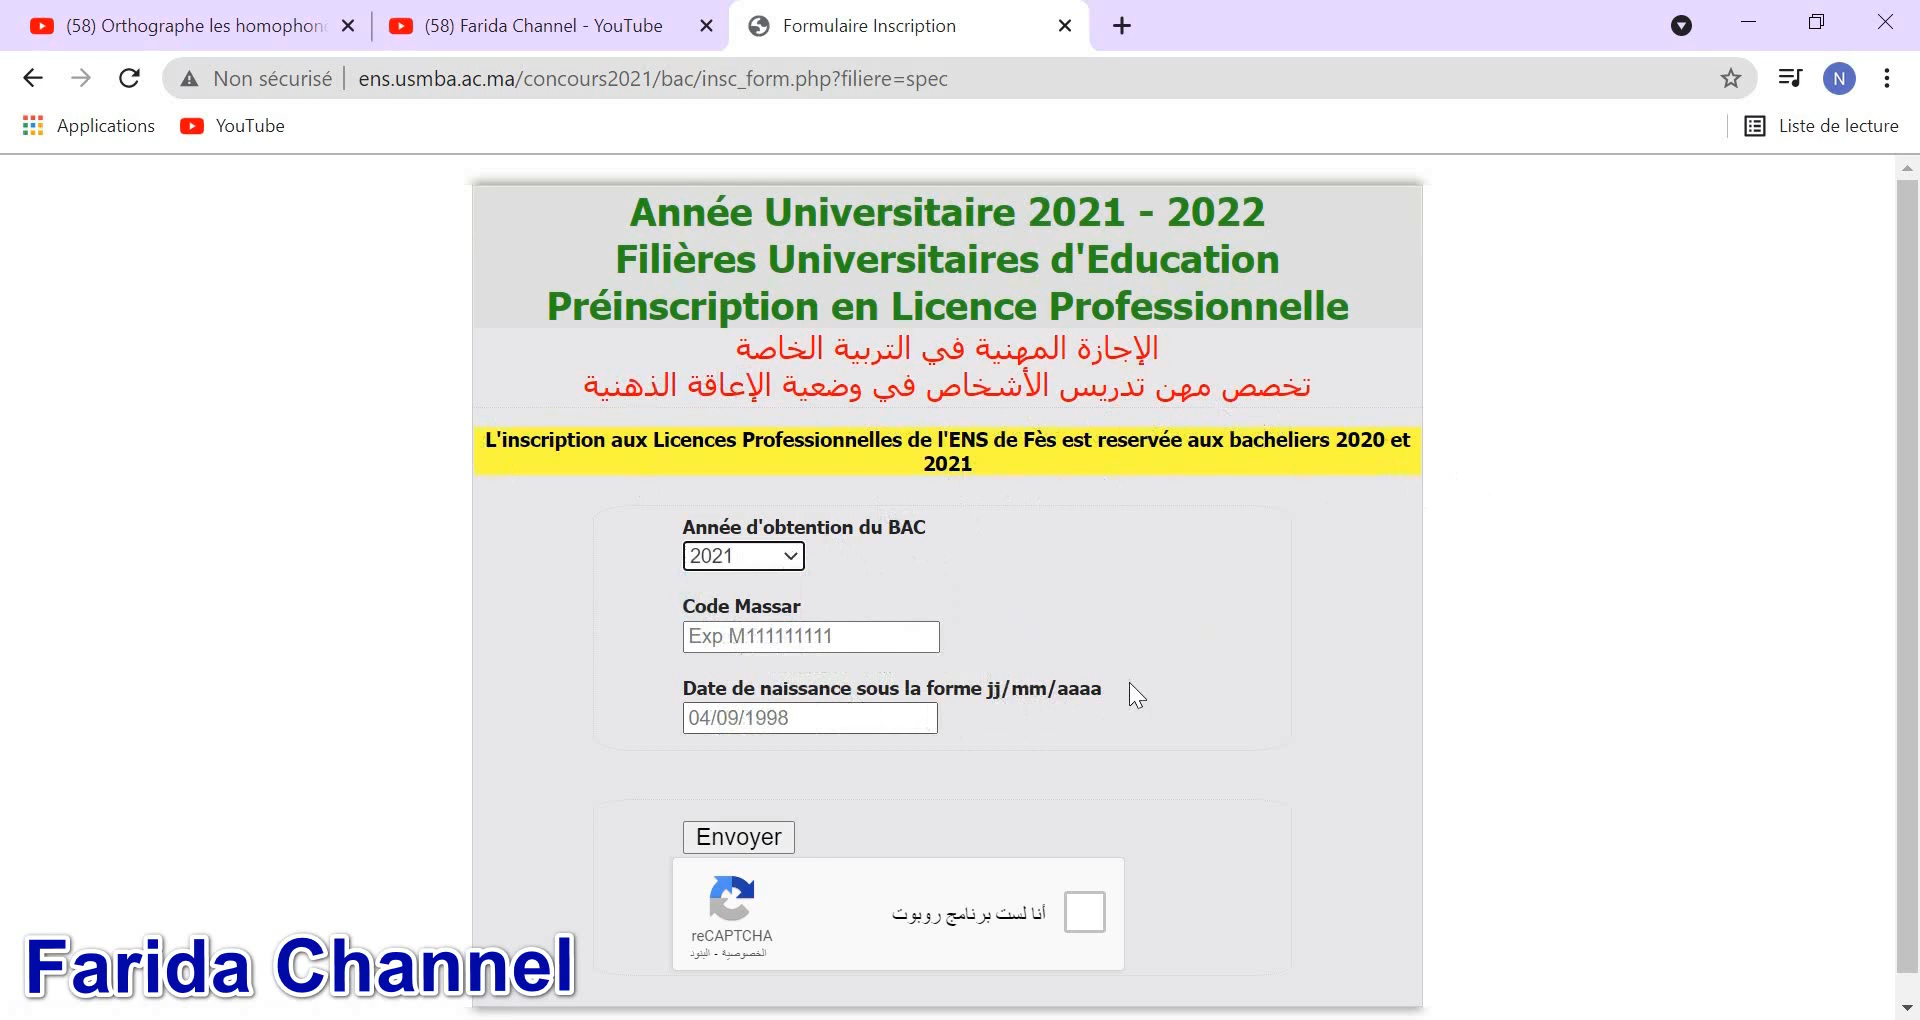 (58) Orthographe les homophon
(58) Farida Channel - YouTube
Formulaire Inscription
Non sécurisé
ens.usmba.ac.ma/concours2021/bac/insc_form.php?filiere=spec
N
Applications
YouTube
Liste de lecture
Année Universitaire 2021 - 2022
Filières Universitaires d'Education
Préinscription en Licence Professionnelle
الإجازة المهنية في التربية الخاصة
تخصص مهن تدريس الأشخاص في وضعية الإعاقة الذهنية
L'inscription aux Licences Professionnelles de l'ENS de Fès est reservée aux bacheliers 2020 et
2021
Année d'obtention du BAC
2021
Code Massar
Exp M111111111
Date de naissance sous la forme jj/mm/aaaa
04/09/1998
Envoyer
أنا لست برنامج روبوت
reCAPTCHA
الخصوصية - البنود
Farida Channel